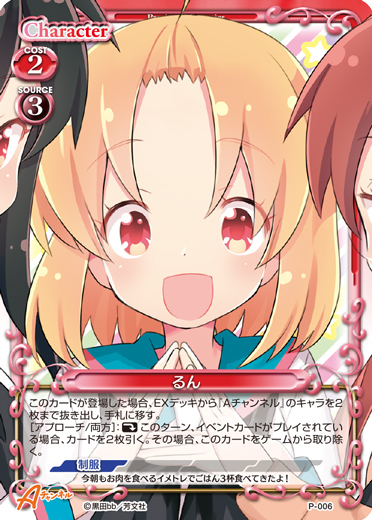 Character
COST
2
SOURCE
3
るん
このカードが登場した場合、EXデッキから『Aチャンネル』のキャラを2
枚まで抜き出し、手札に移す。
［アプローチ/両方］：このターン、イベントカードがプレイされてい
る場合、カードを2枚引く。その場合、このカードをゲームから取り除
く。
制服
今朝もお肉を食べるイメトレでごはん3杯食べてきたよ！
Aチャンネル
©黒田bb／芳文社
P-006